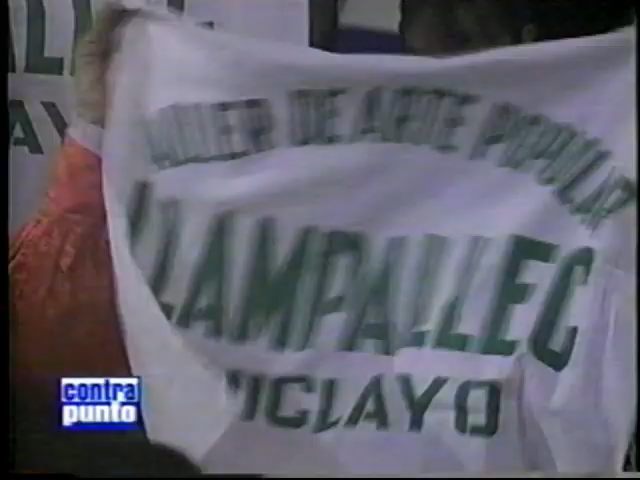 ALLER DE ARTE POPULAR
LLAMPALLEC
ICLAYO
contra
punto